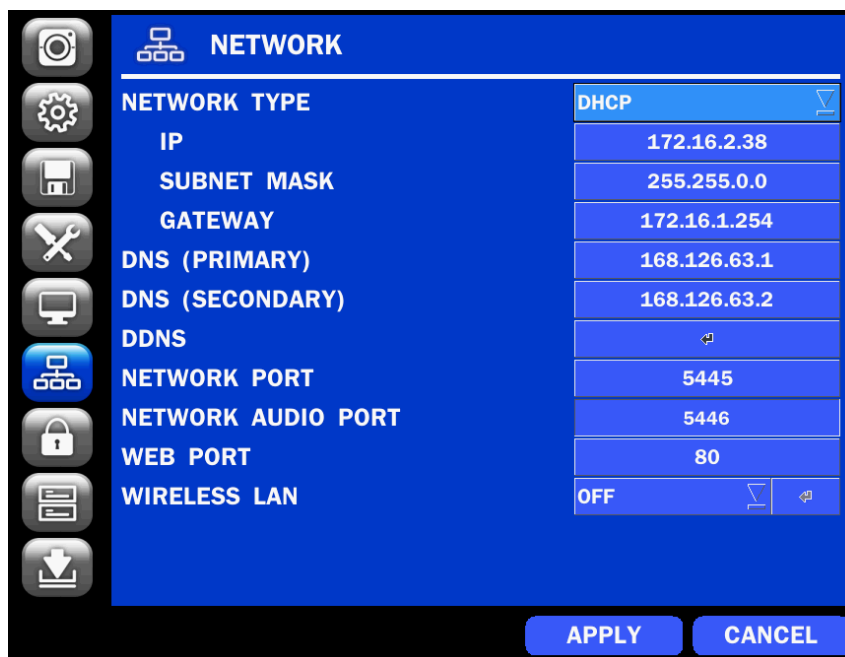 NETWORK
NETWORK TYPE DHCP
IP 172.16.2.38
SUBNET MASK 255.255.0.0
GATEWAY 172.16.1.254
DNS (PRIMARY) 168.126.63.1
DNS (SECONDARY) 168.126.63.2
DDNS
NETWORK PORT 5445
NETWORK AUDIO PORT 5446
WEB PORT 80
WIRELESS LAN OFF
APPLY CANCEL